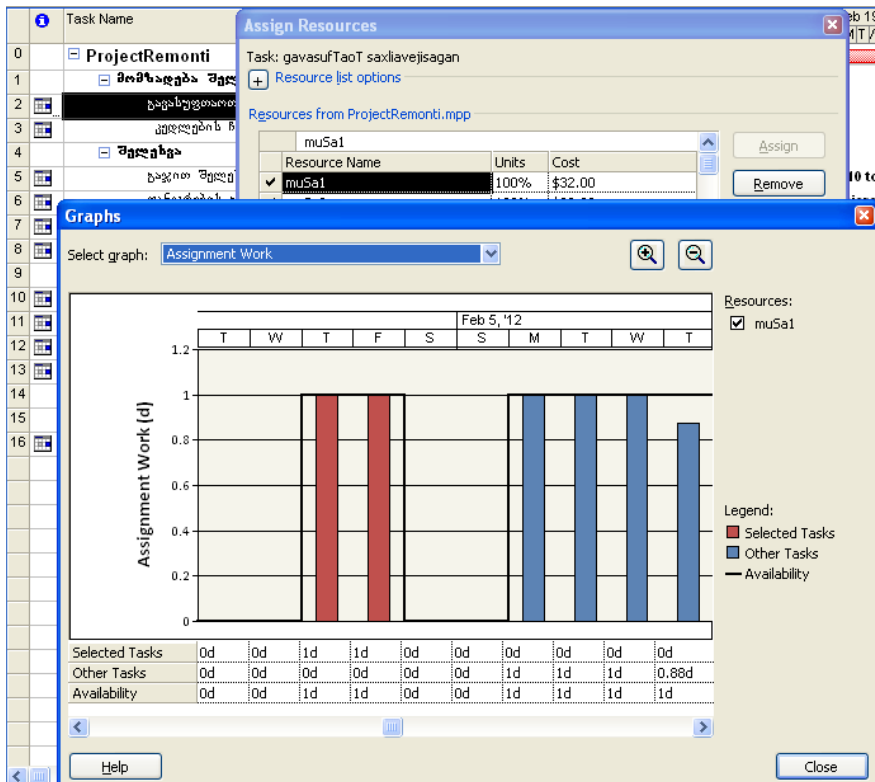 Task Name
Assign Resources
0 ProjectRemonti
Task: gavasufTaoT saxliavejisagan
1
Resource list options
2
3
Resources from ProjectRemonti.mpp
4 შელესვა
muSa1
Assign
Resource Name Units Cost
5
muSa1 100% $32.00
Remove
6
7
Graphs
8
Select graph: Assignment Work
9
10
11
12
13
14
15
16
Resources:
muSa1
Feb 5, '12
T W T F S S M T W T
1.2
1
0.8
0.6
0.4
0.2
0
Assignment Work (d)
Legend:
Selected Tasks
Other Tasks
Availability
Selected Tasks 0d 0d 1d 1d 0d 0d 0d 0d 0d 0d
Other Tasks 0d 0d 0d 0d 0d 0d 1d 1d 1d 0.88d
Availability 0d 0d 1d 1d 0d 0d 1d 1d 1d 1d
Help
Close